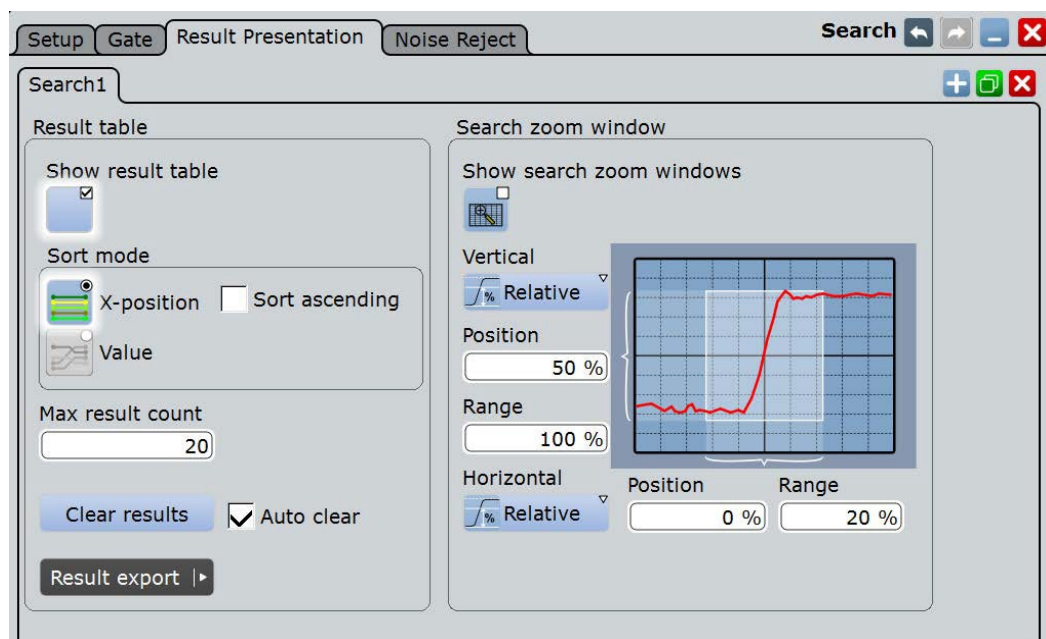 Setup
Gate
Result Presentation
Noise Reject
Search
Search1
Result table
Show result table
Sort mode
X-position
Sort ascending
Value
Max result count
20
Clear results
Auto clear
Result export
Search zoom window
Show search zoom windows
Vertical
% Relative
Position
50 %
Range
100 %
Horizontal
% Relative
Position
0 %
Range
20 %